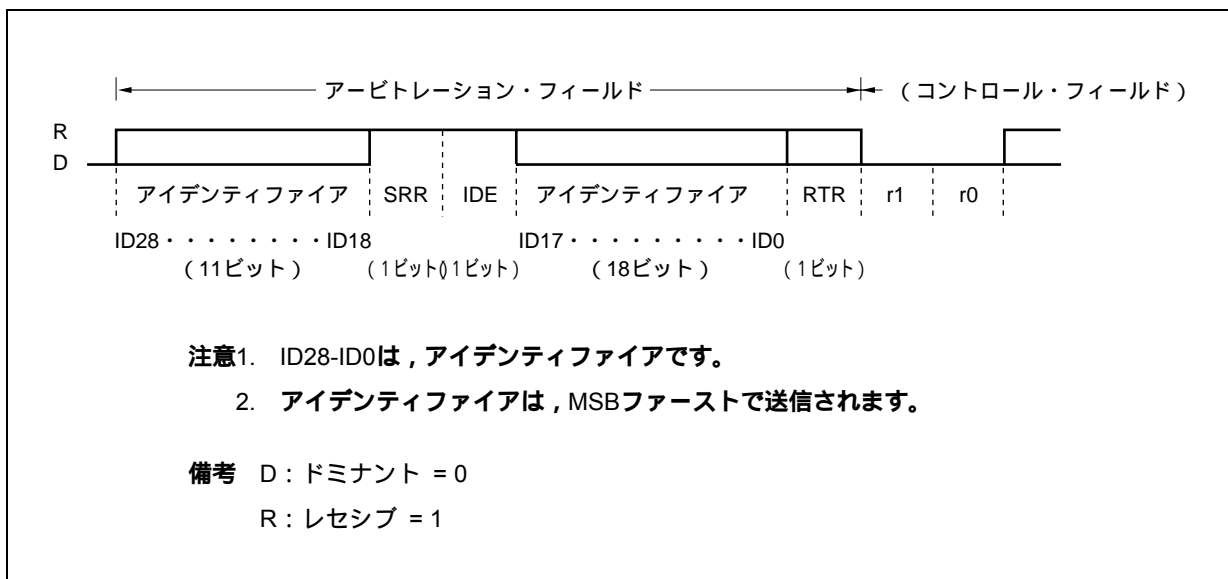 アービトレーション・フィールド （コントロール・フィールド）
R
D
アイデンティファイア SRR IDE アイデンティファイア RTR r1 r0
ID28・・・・・・・・ID18 ID17・・・・・・・・・ID0
（11ビット） （1ビット）（1ビット） （18ビット） （1ビット）
注意1. ID28-ID0は，アイデンティファイアです。
2. アイデンティファイアは，MSBファーストで送信されます。
備考 D：ドミナント = 0
R：レセシブ = 1